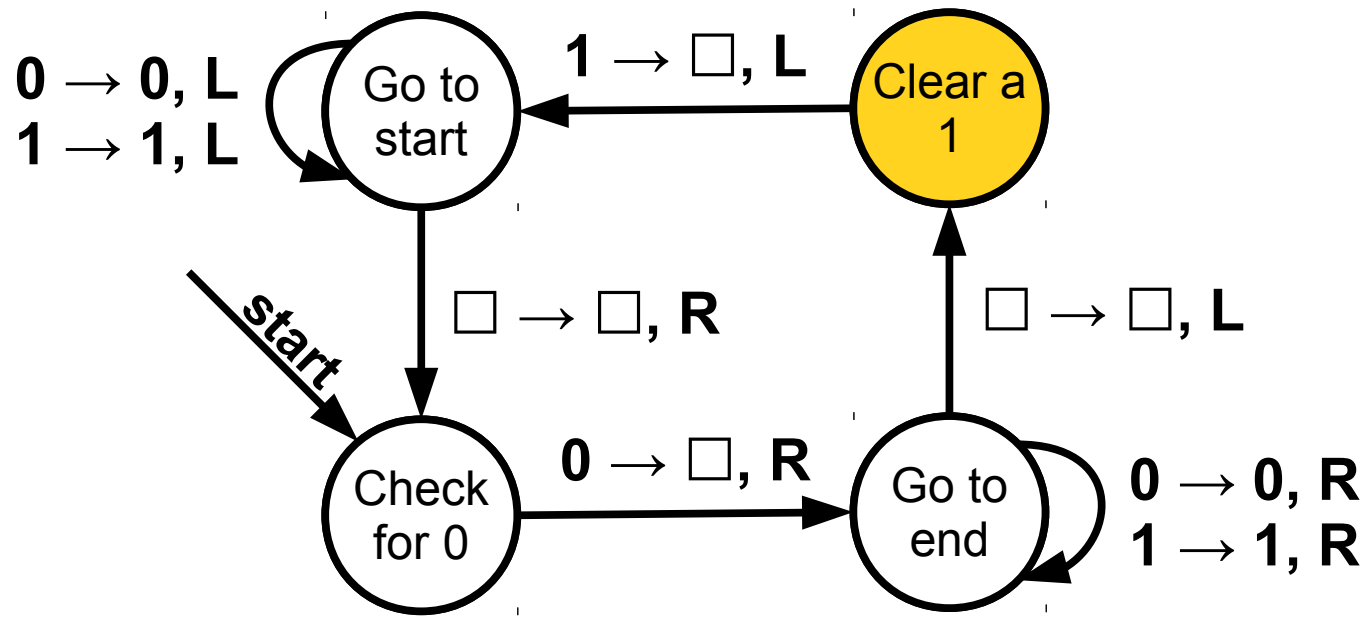 0 → 0, L
1 → 1, L
Go to
start
1 → □, L
Clear a
1
□ → □, R
□ → □, L
start
Check
for 0
0 → □, R
Go to
end
0 → 0, R
1 → 1, R